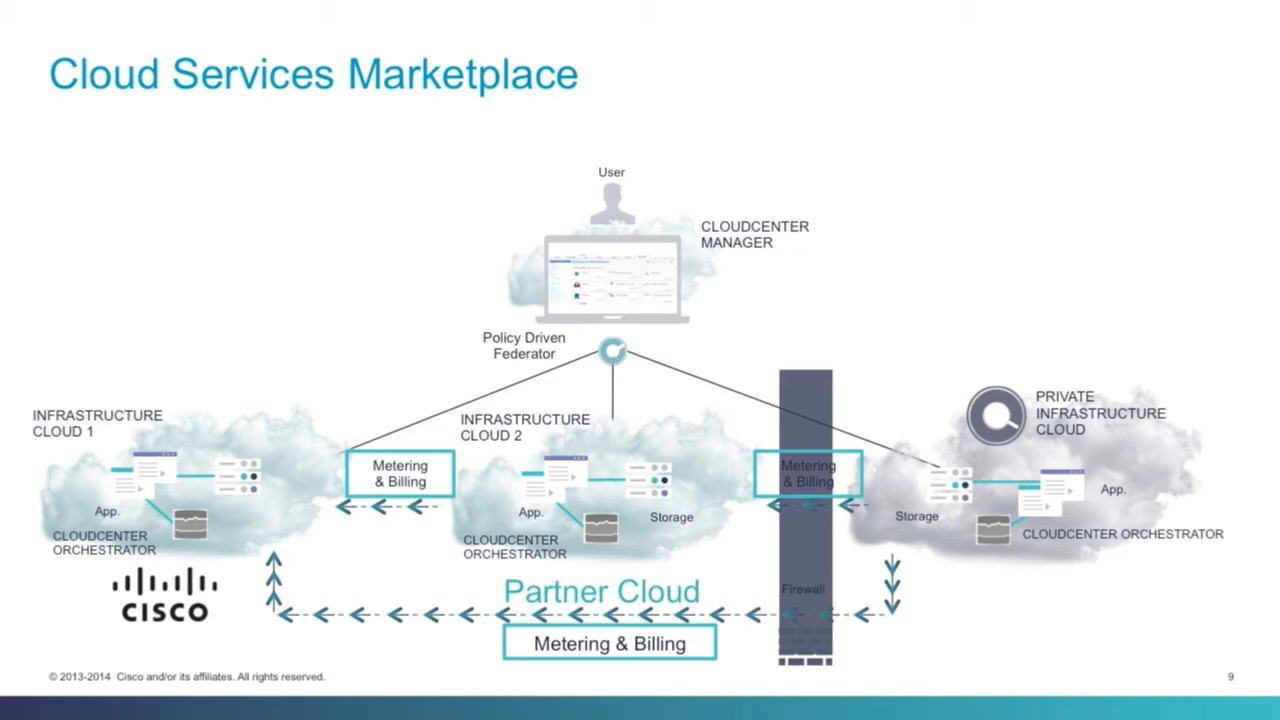 Cloud Services Marketplace
User
CLOUDCENTER
MANAGER
Policy Driven
Federator
INFRASTRUCTURE
CLOUD 1
INFRASTRUCTURE
CLOUD 2
PRIVATE
INFRASTRUCTURE
CLOUD
Metering
& Billing
Metering
& Billing
App.
App.
Storage
Storage
App.
CLOUDCENTER
ORCHESTRATOR
CLOUDCENTER
ORCHESTRATOR
CLOUDCENTER ORCHESTRATOR
CISCO
Partner Cloud
Firewall
Metering & Billing
© 2013-2014 Cisco and/or its affiliates. All rights reserved.
9